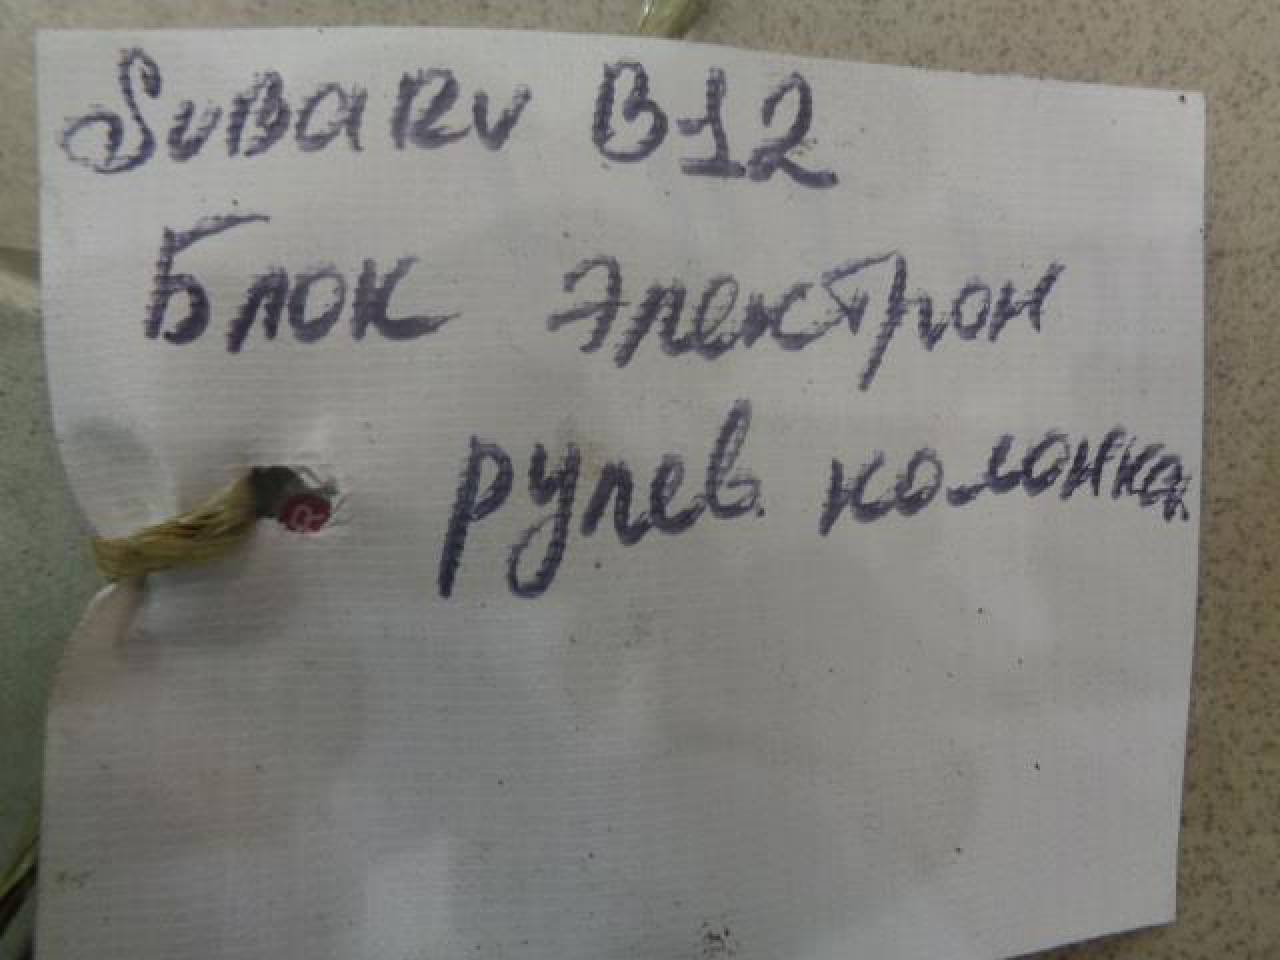 SuBaRu B12
Блок электрон
рулев. колонка